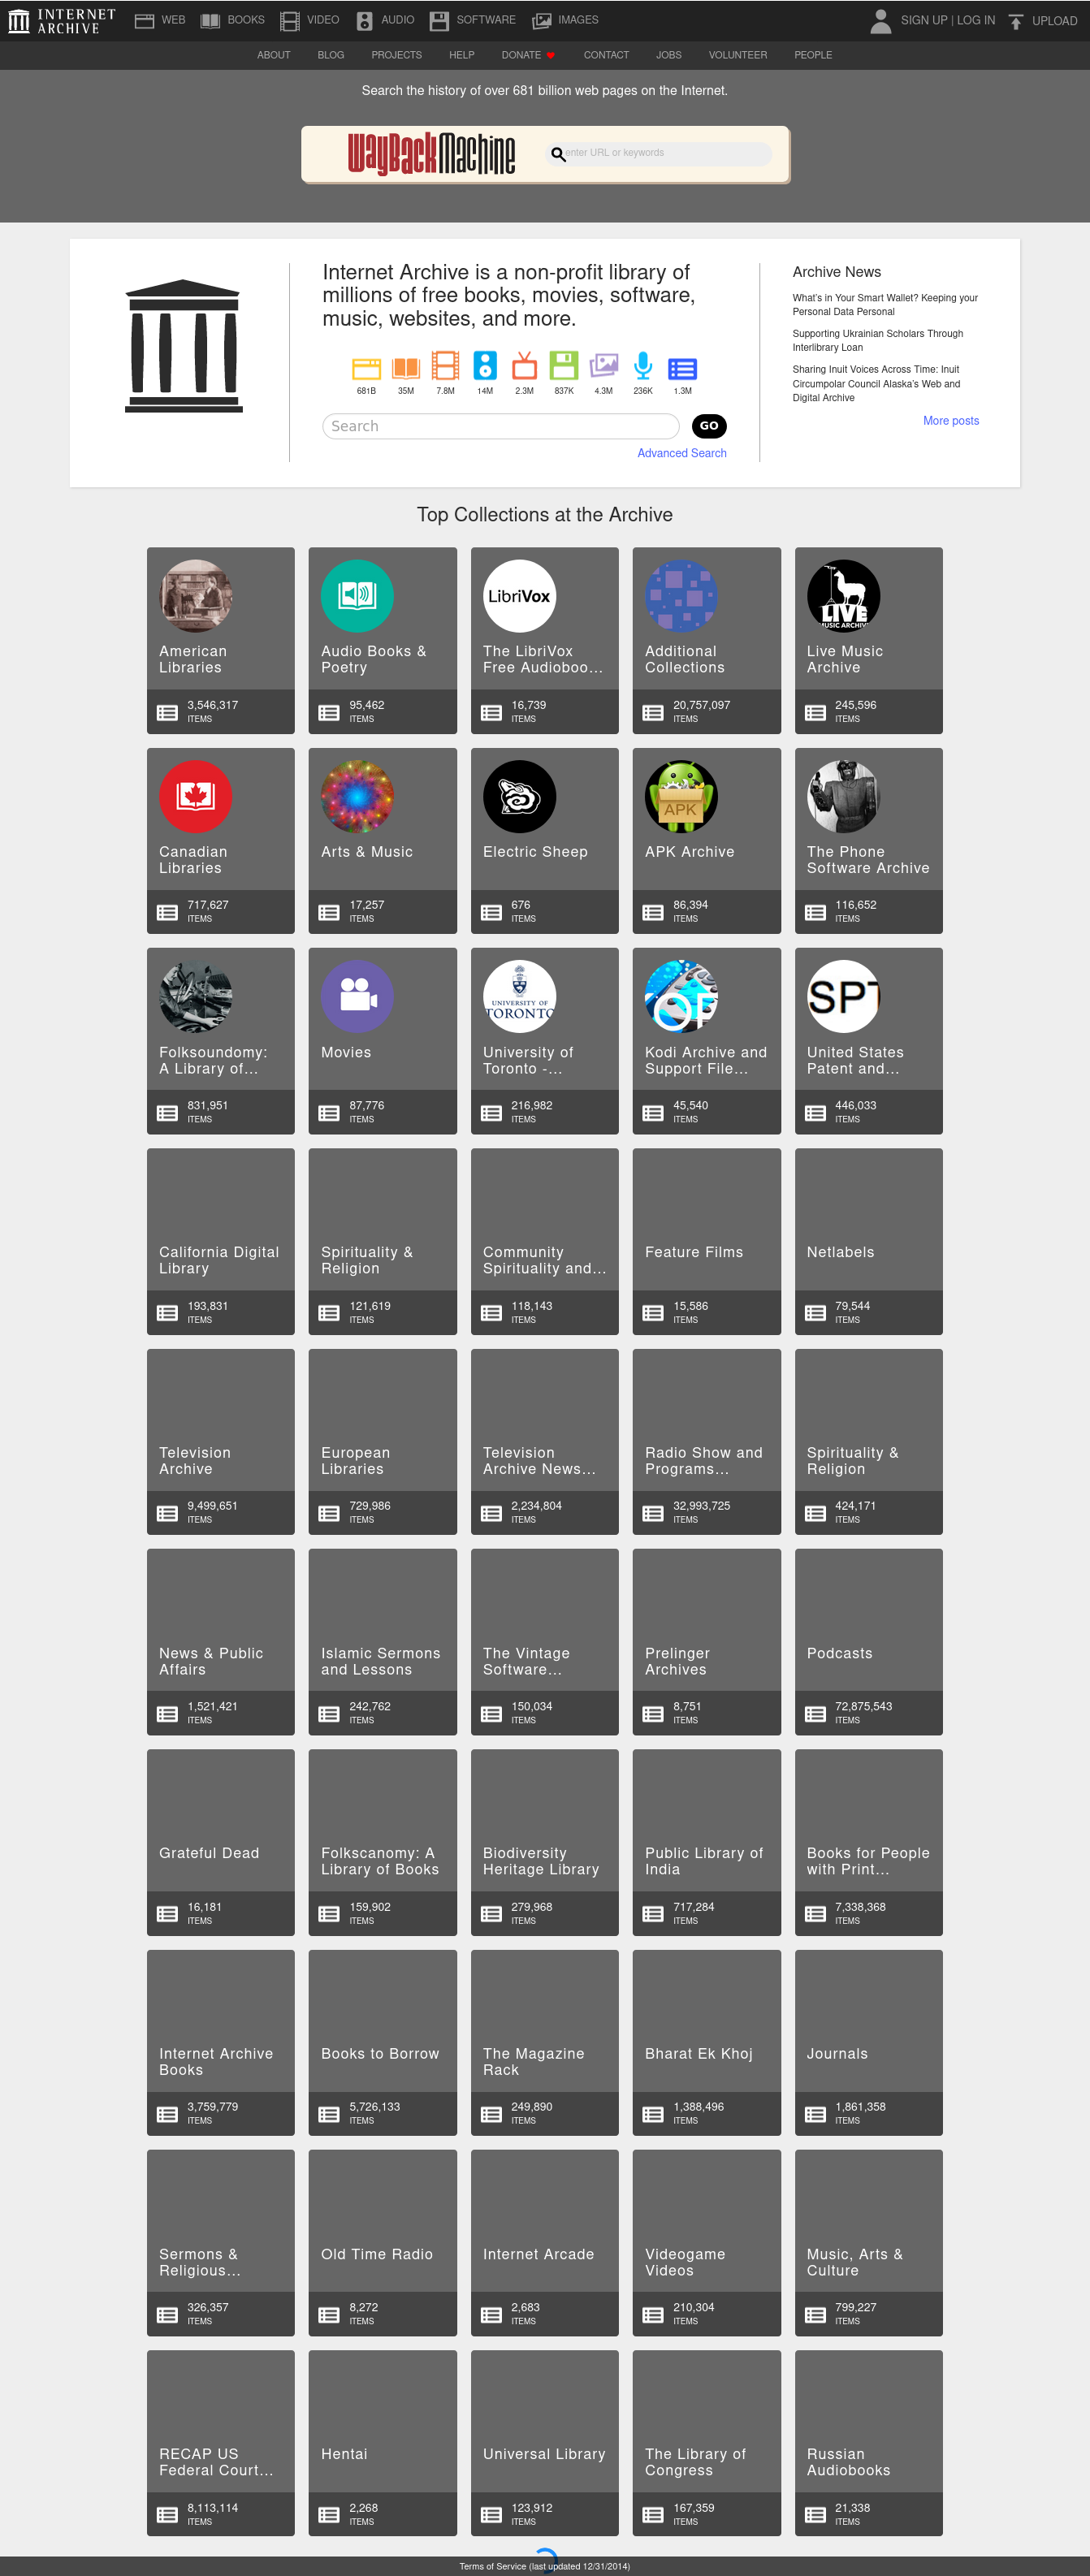 INTERNET ARCHIVE
WEB BOOKS VIDEO AUDIO SOFTWARE IMAGES SIGN UP | LOG IN UPLOAD
ABOUT BLOG PROJECTS HELP DONATE CONTACT JOBS VOLUNTEER PEOPLE
Search the history of over 681 billion web pages on the Internet.
WayBackMachine enter URL or keywords
Internet Archive is a non-profit library of
millions of free books, movies, software,
music, websites, and more.
681B 35M 7.8M 14M 2.3M 837K 4.3M 236K 1.3M
Search GO
Advanced Search
Archive News
What's in Your Smart Wallet? Keeping your
Personal Data Personal
Supporting Ukrainian Scholars Through
Interlibrary Loan
Sharing Inuit Voices Across Time: Inuit
Circumpolar Council Alaska's Web and
Digital Archive
More posts
Top Collections at the Archive
American
Libraries
3,546,317
ITEMS
Audio Books &
Poetry
95,462
ITEMS
LibriVox
The LibriVox
Free Audioboo...
16,739
ITEMS
Additional
Collections
20,757,097
ITEMS
LIVE
MUSIC ARCHIVE
Live Music
Archive
245,596
ITEMS
Canadian
Libraries
717,627
ITEMS
Arts & Music
17,257
ITEMS
Electric Sheep
676
ITEMS
APK
APK Archive
86,394
ITEMS
The Phone
Software Archive
116,652
ITEMS
Folksoundomy:
A Library of...
831,951
ITEMS
Movies
87,776
ITEMS
UNIVERSITY OF
TORONTO
University of
Toronto -...
216,982
ITEMS
OF
Kodi Archive and
Support File...
45,540
ITEMS
SPT
United States
Patent and...
446,033
ITEMS
California Digital
Library
193,831
ITEMS
Spirituality &
Religion
121,619
ITEMS
Community
Spirituality and...
118,143
ITEMS
Feature Films
15,586
ITEMS
Netlabels
79,544
ITEMS
Television
Archive
9,499,651
ITEMS
European
Libraries
729,986
ITEMS
Television
Archive News...
2,234,804
ITEMS
Radio Show and
Programs...
32,993,725
ITEMS
Spirituality &
Religion
424,171
ITEMS
News & Public
Affairs
1,521,421
ITEMS
Islamic Sermons
and Lessons
242,762
ITEMS
The Vintage
Software...
150,034
ITEMS
Prelinger
Archives
8,751
ITEMS
Podcasts
72,875,543
ITEMS
Grateful Dead
16,181
ITEMS
Folkscanomy: A
Library of Books
159,902
ITEMS
Biodiversity
Heritage Library
279,968
ITEMS
Public Library of
India
717,284
ITEMS
Books for People
with Print...
7,338,368
ITEMS
Internet Archive
Books
3,759,779
ITEMS
Books to Borrow
5,726,133
ITEMS
The Magazine
Rack
249,890
ITEMS
Bharat Ek Khoj
1,388,496
ITEMS
Journals
1,861,358
ITEMS
Sermons &
Religious...
326,357
ITEMS
Old Time Radio
8,272
ITEMS
Internet Arcade
2,683
ITEMS
Videogame
Videos
210,304
ITEMS
Music, Arts &
Culture
799,227
ITEMS
RECAP US
Federal Court...
8,113,114
ITEMS
Hentai
2,268
ITEMS
Universal Library
123,912
ITEMS
The Library of
Congress
167,359
ITEMS
Russian
Audiobooks
21,338
ITEMS
Terms of Service (last updated 12/31/2014)